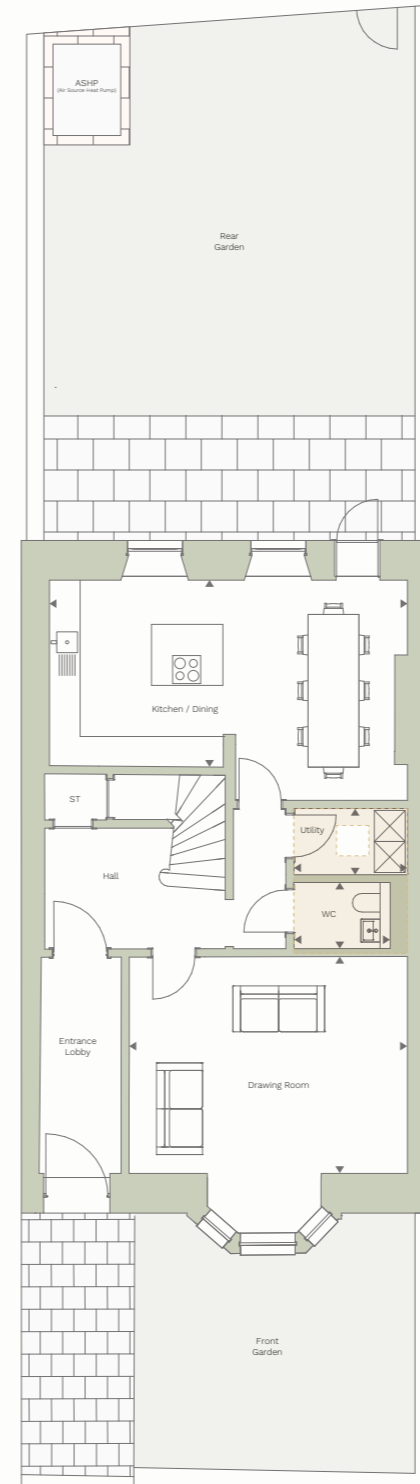 ASHP
(Air Source Heat Pump)
Rear
Garden
Kitchen / Dining
ST
Utility
Hall
WC
Entrance
Lobby
Drawing Room
Front
Garden